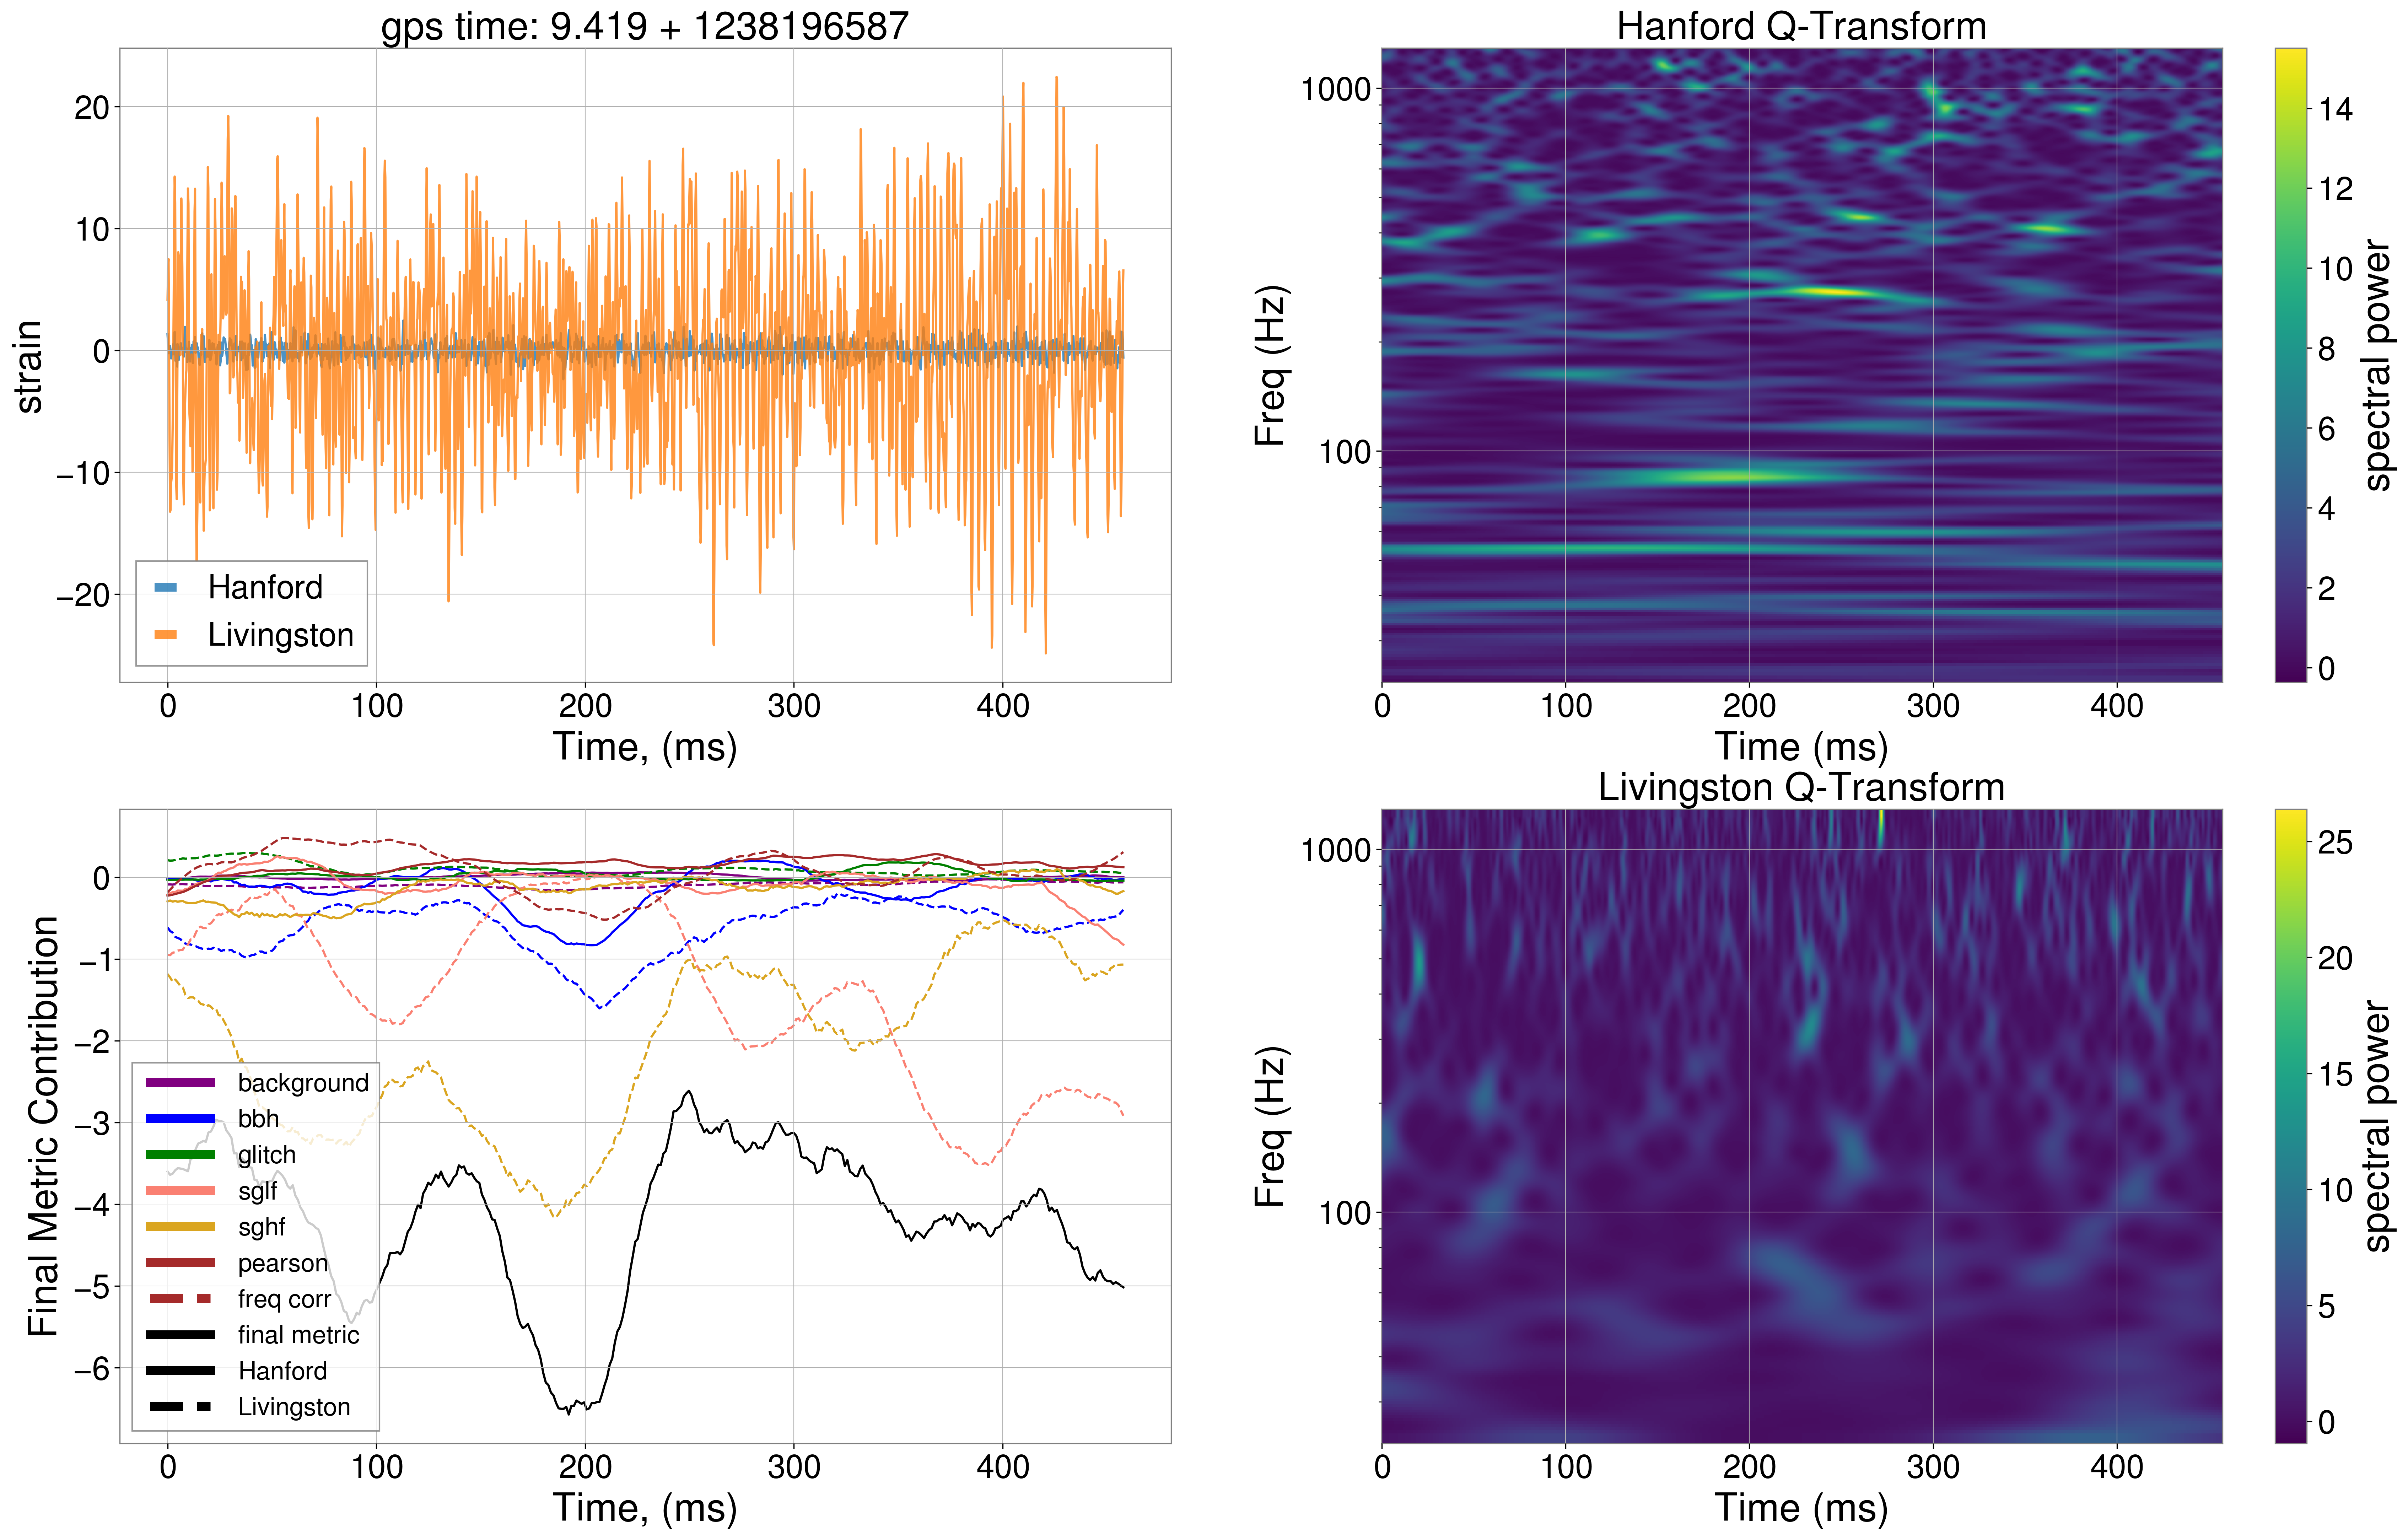 gps time: 9.419 + 1238196587
strain
20
10
0
−10
−20
Hanford
Livingston
0 100 200 300 400
Time, (ms)
Hanford Q-Transform
Freq (Hz)
1000
100
0 100 200 300 400
Time (ms)
14
12
10
8
6
4
2
0
spectral power
Final Metric Contribution
0
−1
−2
−3
−4
−5
−6
background
bbh
glitch
sglf
sghf
pearson
freq corr
final metric
Hanford
Livingston
0 100 200 300 400
Time, (ms)
Livingston Q-Transform
Freq (Hz)
1000
100
0 100 200 300 400
Time (ms)
25
20
15
10
5
0
spectral power